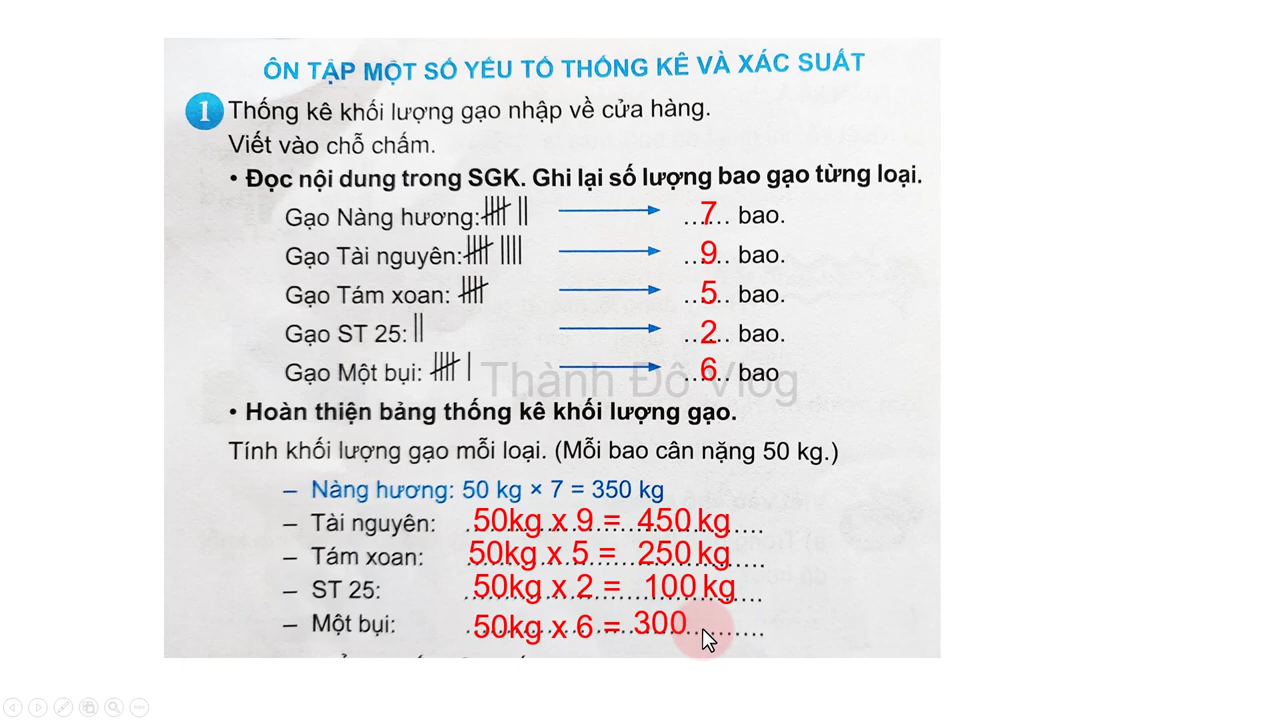 ÔN TẬP MỘT SỐ YẾU TỐ THỐNG KÊ VÀ XÁC SUẤT
1 Thống kê khối lượng gạo nhập về cửa hàng.
Viết vào chỗ chấm.
• Đọc nội dung trong SGK. Ghi lại số lượng bao gạo từng loại.
Gạo Nàng hương: ...7... bao.
Gạo Tài nguyên: ...9... bao.
Gạo Tám xoan: ...5... bao.
Gạo ST 25: ...2... bao.
Gạo Một bụi: ...6... bao
Thành Đô Vlog
• Hoàn thiện bảng thống kê khối lượng gạo.
Tính khối lượng gạo mỗi loại. (Mỗi bao cân nặng 50 kg.)
– Nàng hương: 50 kg × 7 = 350 kg
– Tài nguyên: 50kg x 9 = 450 kg
– Tám xoan: 50kg x 5 = 250 kg
– ST 25: 50kg x 2 = 100 kg
– Một bụi: 50kg x 6 = 300